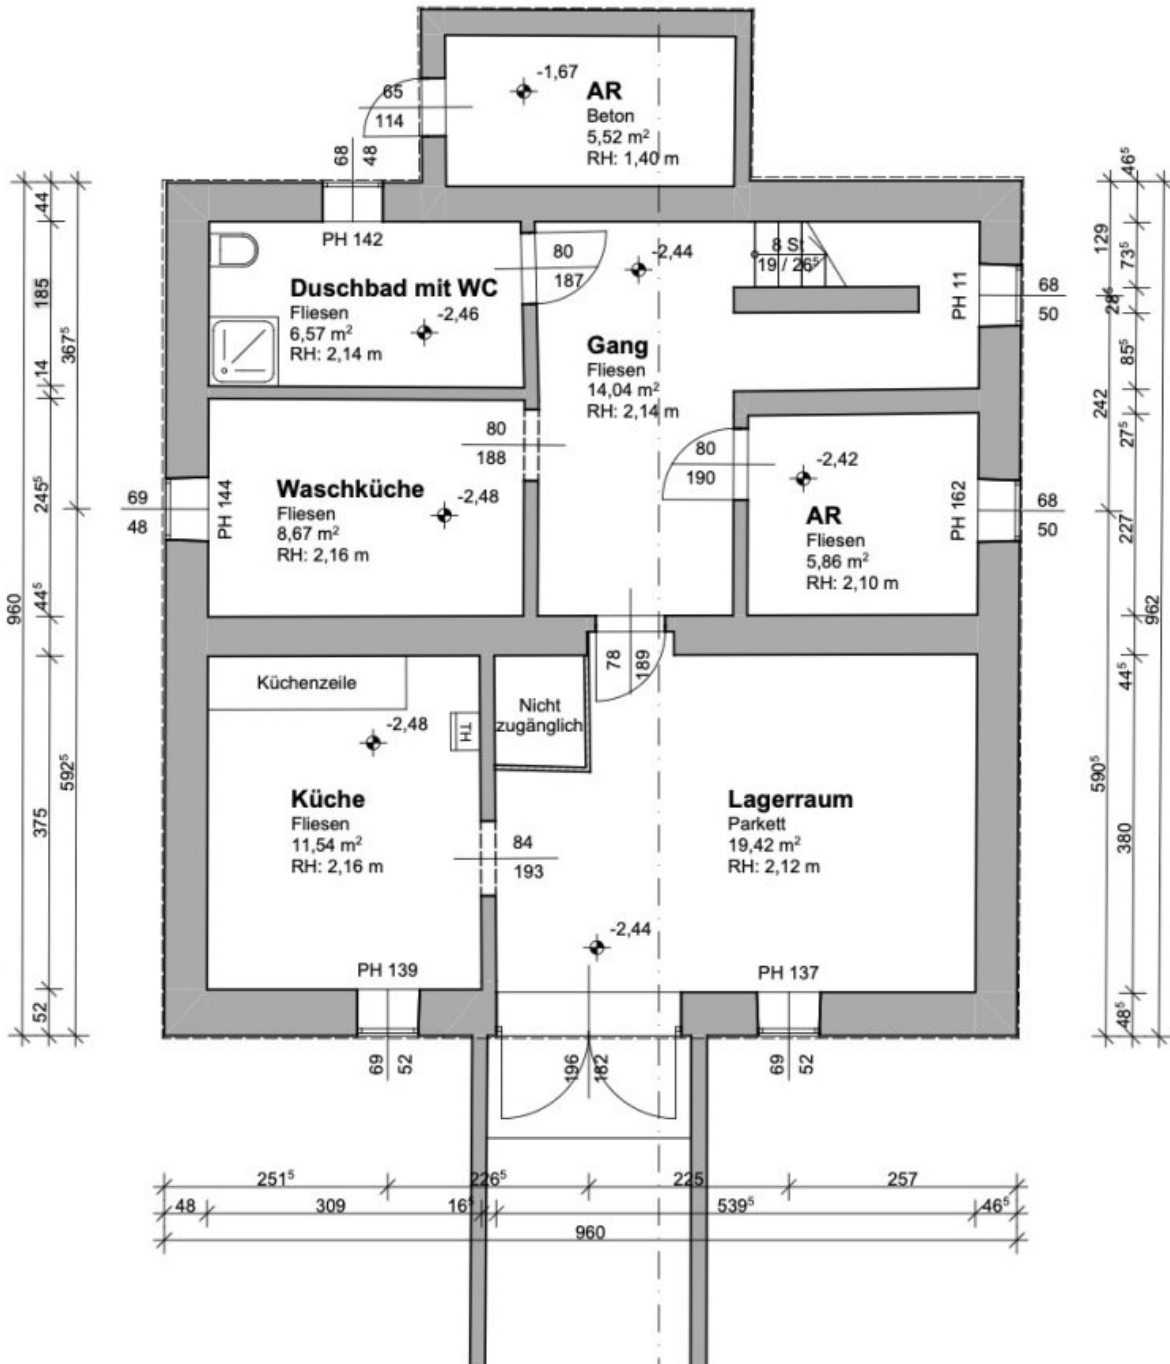 -1,67
AR
Beton
5,52 m²
RH: 1,40 m
65
114
68
48
PH 142
Duschbad mit WC
Fliesen
6,57 m²
RH: 2,14 m
-2,46
80
187
-2,44
8 St
19 / 26⁵
Gang
Fliesen
14,04 m²
RH: 2,14 m
PH 11
68
50
80
188
Waschküche
Fliesen
8,67 m²
RH: 2,16 m
-2,48
PH 144
69
48
80
190
-2,42
AR
Fliesen
5,86 m²
RH: 2,10 m
PH 162
68
50
78
189
Küchenzeile
-2,48
TH
Nicht
zugänglich
Küche
Fliesen
11,54 m²
RH: 2,16 m
84
193
Lagerraum
Parkett
19,42 m²
RH: 2,12 m
-2,44
PH 139
PH 137
69
52
196
182
69
52
960
367⁵
592⁵
44
185
14
245⁵
44⁵
375
52
129
28⁵
242
590⁵
46⁵
73⁵
85⁵
27⁵
227
44⁵
380
48⁵
962
251⁵
226⁵
225
257
48
309
16⁵
539⁵
46⁵
960